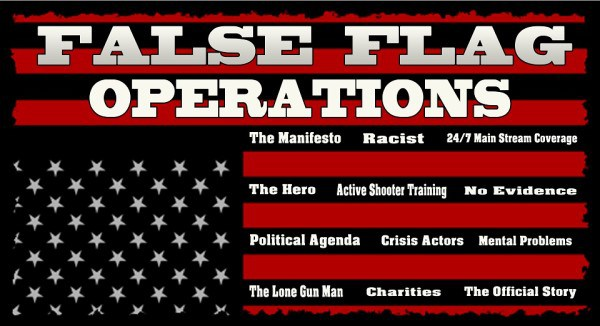 FALSE FLAG
OPERATIONS
The Manifesto Racist 24/7 Main Stream Coverage
The Hero Active Shooter Training No Evidence
Political Agenda Crisis Actors Mental Problems
The Lone Gun Man Charities The Official Story